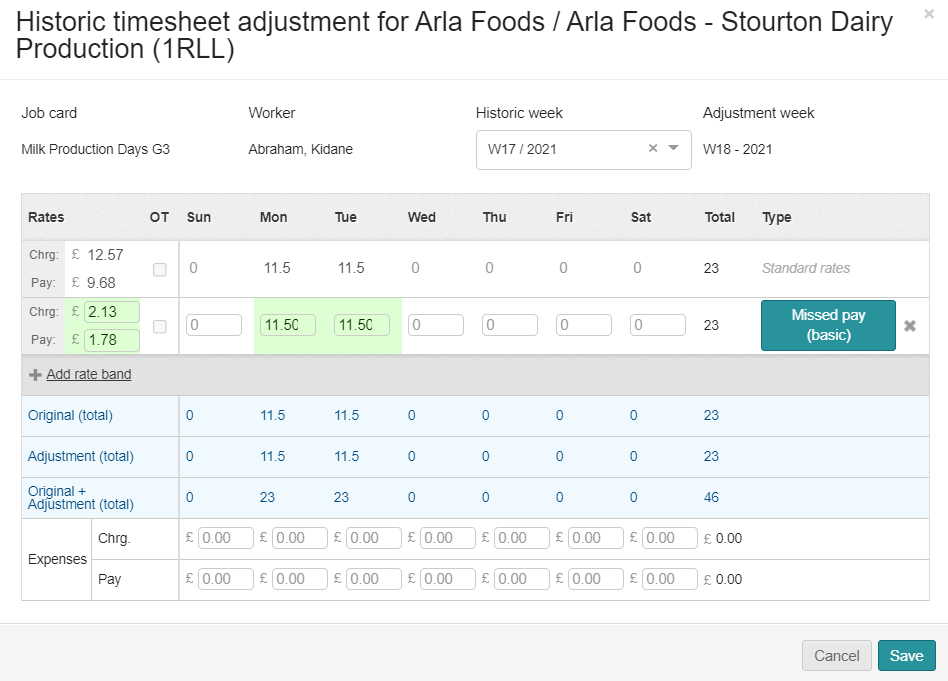 Historic timesheet adjustment for Arla Foods / Arla Foods - Stourton Dairy
Production (1RLL)
×
Job card Worker Historic week Adjustment week
Milk Production Days G3 Abraham, Kidane W17 / 2021 × W18 - 2021
Rates OT Sun Mon Tue Wed Thu Fri Sat Total Type
Chrg: £ 12.57
0 11.5 11.5 0 0 0 0 23 Standard rates
Pay: £ 9.68
Chrg: £ 2.13
0 11.50 11.50 0 0 0 0 23 Missed pay
(basic)
Pay: £ 1.78
Add rate band
Original (total) 0 11.5 11.5 0 0 0 0 23
Adjustment (total) 0 11.5 11.5 0 0 0 0 23
Original +
Adjustment (total) 0 23 23 0 0 0 0 46
Expenses
Chrg. £ 0.00 £ 0.00 £ 0.00 £ 0.00 £ 0.00 £ 0.00 £ 0.00 £ 0.00
Pay £ 0.00 £ 0.00 £ 0.00 £ 0.00 £ 0.00 £ 0.00 £ 0.00 £ 0.00
Cancel Save